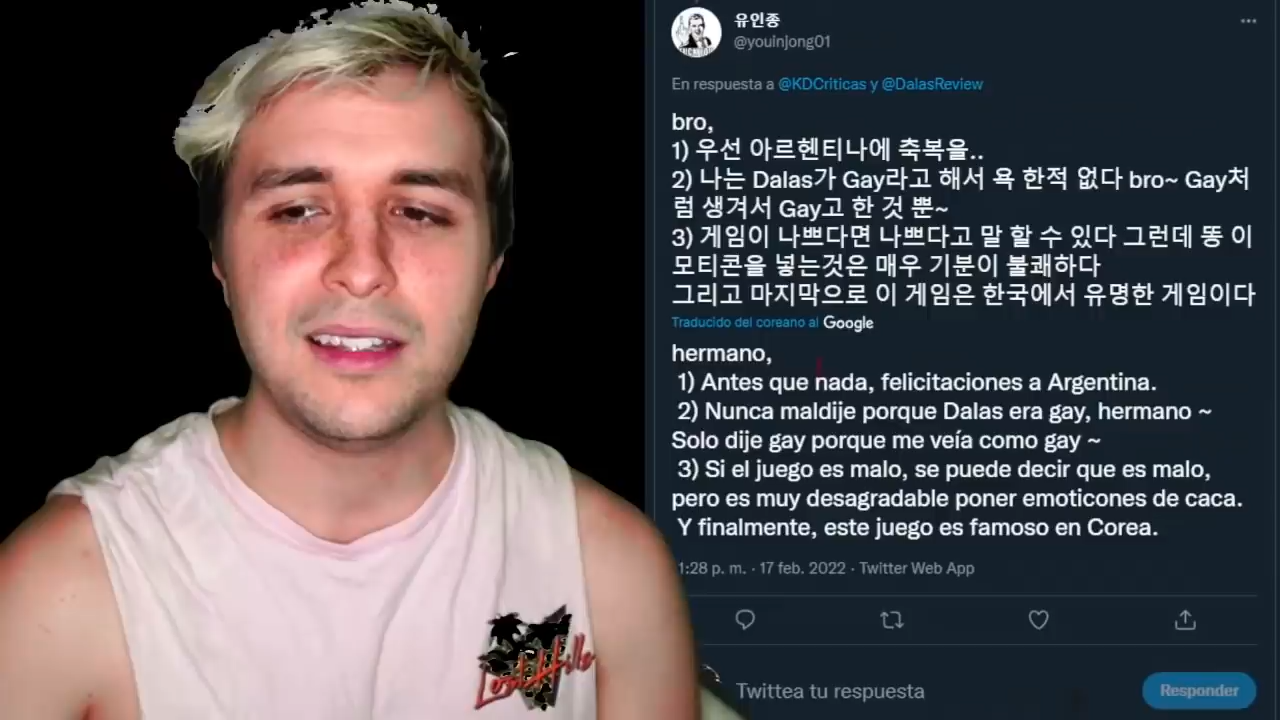 유인종
@youinjong01
En respuesta a @KDCriticas y @DalasReview
bro,
1) 우선 아르헨티나에 축복을..
2) 나는 Dalas가 Gay라고 해서 욕 한적 없다 bro~ Gay처
럼 생겨서 Gay고 한 것 뿐~
3) 게임이 나쁘다면 나쁘다고 말 할 수 있다 그런데 똥 이
모티콘을 넣는것은 매우 기분이 불쾌하다
그리고 마지막으로 이 게임은 한국에서 유명한 게임이다
Traducido del coreano al Google
hermano,
1) Antes que nada, felicitaciones a Argentina.
2) Nunca maldije porque Dalas era gay, hermano ~
Solo dije gay porque me veía como gay ~
3) Si el juego es malo, se puede decir que es malo,
pero es muy desagradable poner emoticones de caca.
Y finalmente, este juego es famoso en Corea.
1:28 p. m. · 17 feb. 2022 · Twitter Web App
Twittea tu respuesta
Responder
Lost Hills